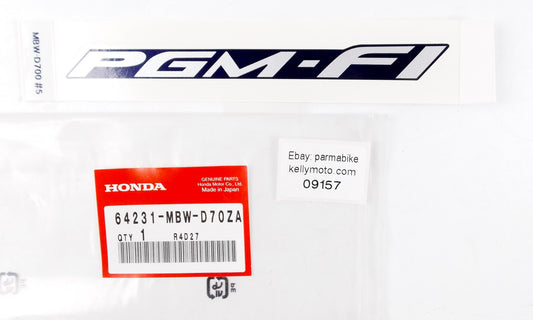 MBW D700 #5
PGM-FI
Ebay: parmabike
kellymoto.com
09157
HONDA
GENUINE PARTS
Honda Motor Co., Ltd.
Made in Japan
64231-MBW-D70ZA
QTY 1 R4D27
PE